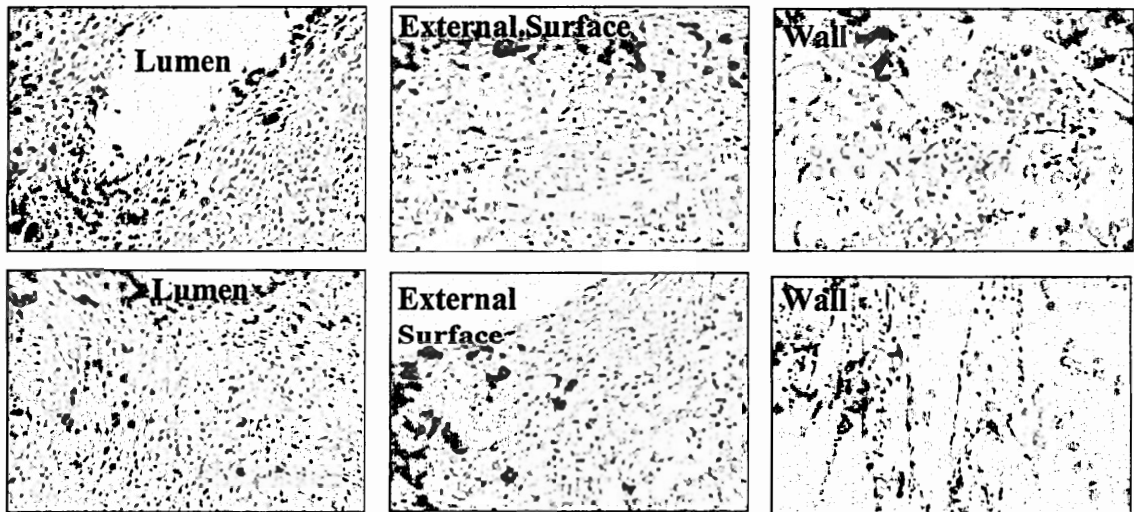 Lumen
External Surface
Wall
Lumen
External
Surface
Wall